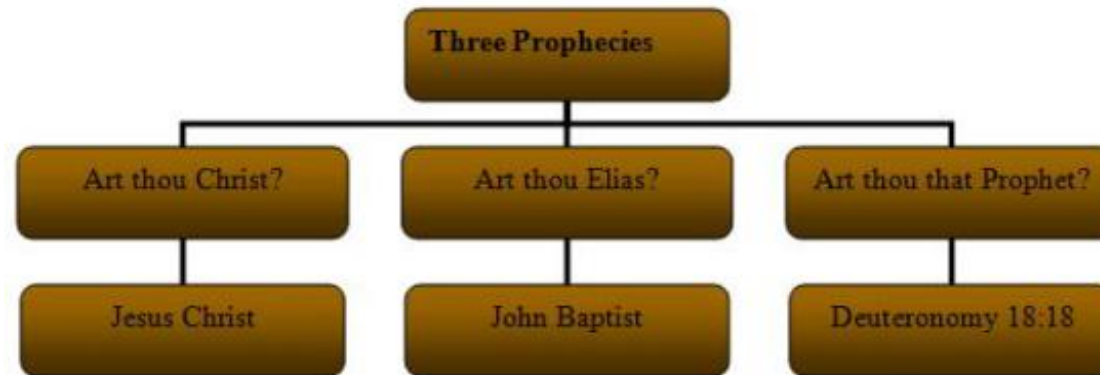 Three Prophecies
Art thou Christ?
Art thou Elias?
Art thou that Prophet?
Jesus Christ
John Baptist
Deuteronomy 18:18